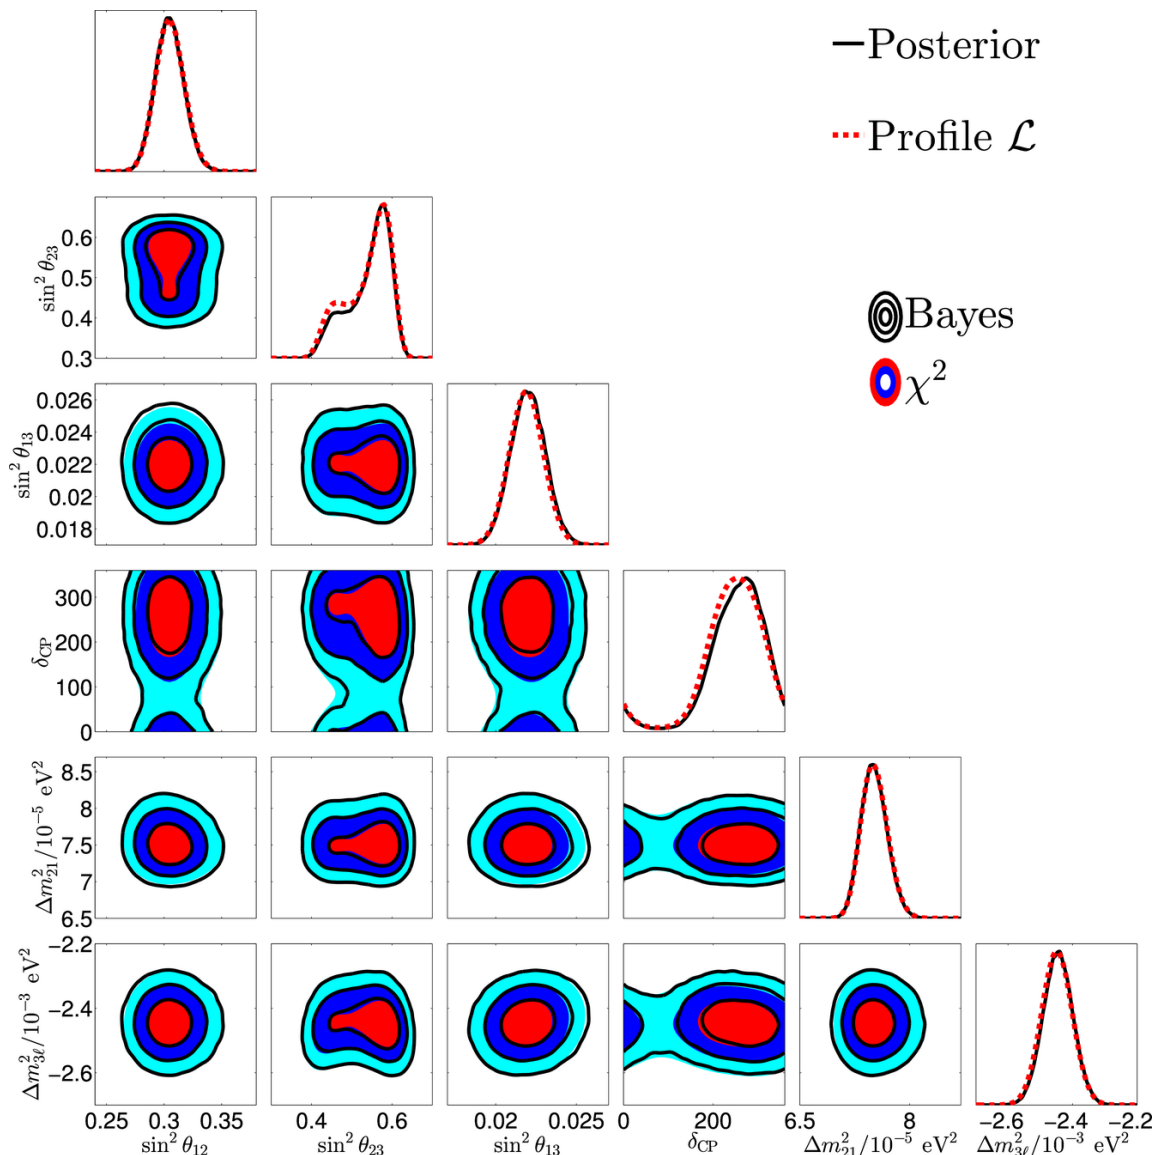 Posterior
Profile ℒ
sin² θ₂₃
0.6
0.5
0.4
0.3
Bayes
χ²
sin² θ₁₃
0.026
0.024
0.022
0.02
0.018
δ_CP
300
200
100
0
Δm²₂₁/10⁻⁵ eV²
8.5
8
7.5
7
6.5
Δm²₃ℓ/10⁻³ eV²
−2.2
−2.4
−2.6
0.25 0.3 0.35
0.4 0.6
0.02 0.025
0 200
6.5 8
−2.6 −2.4 −2.2
sin² θ₁₂
sin² θ₂₃
sin² θ₁₃
δ_CP
Δm²₂₁/10⁻⁵ eV²
Δm²₃ℓ/10⁻³ eV²